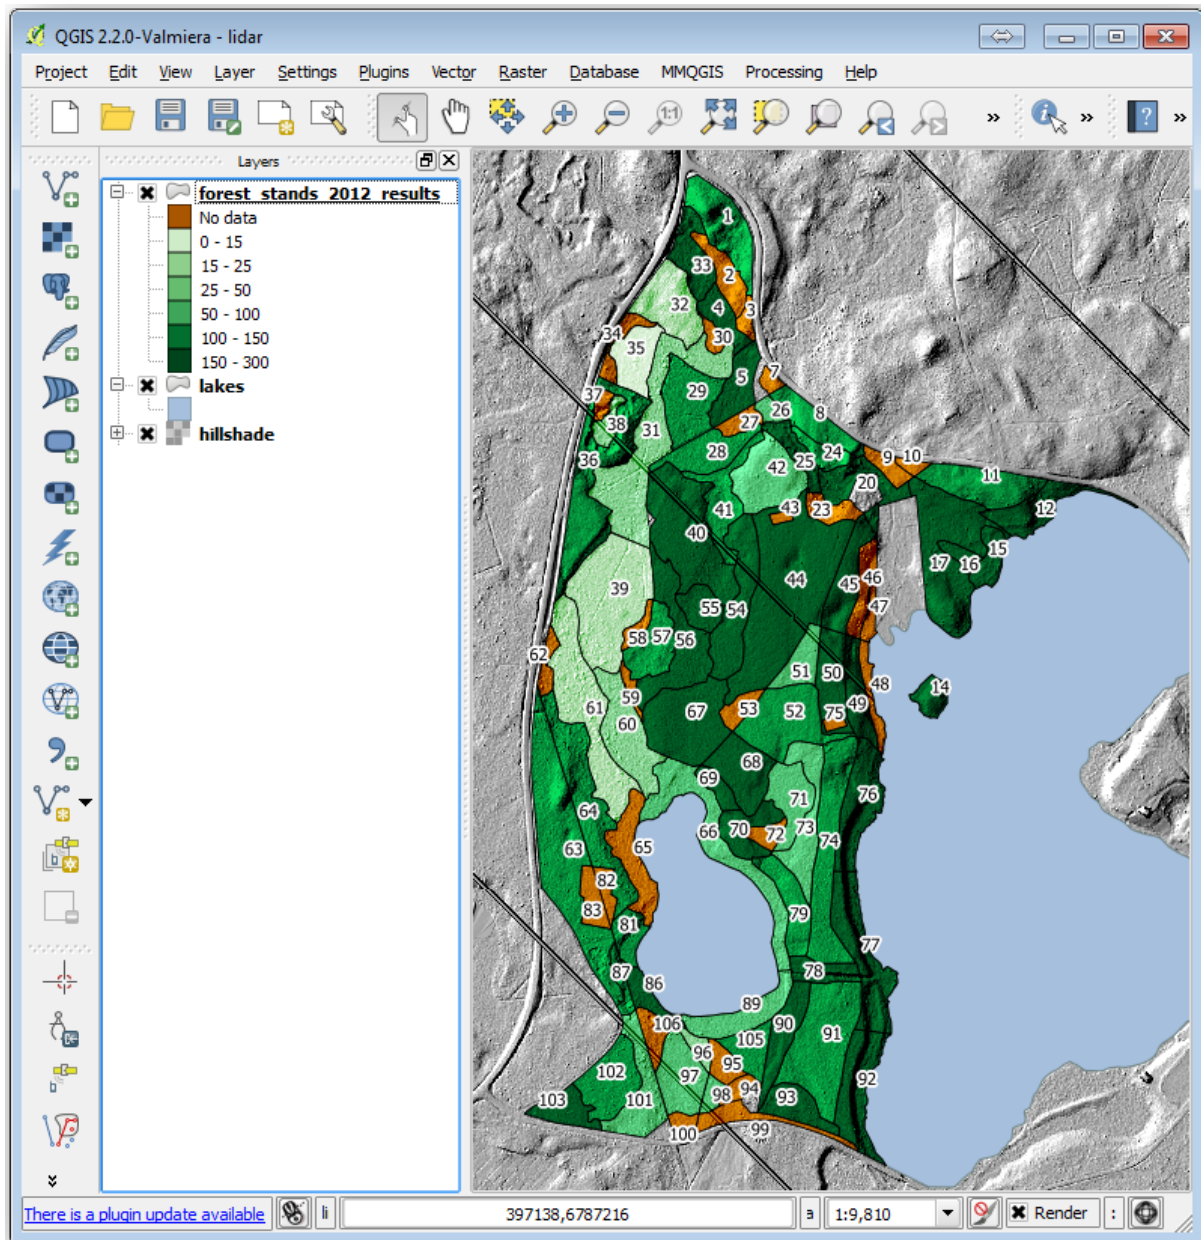 QGIS 2.2.0-Valmiera - lidar
Project Edit View Layer Settings Plugins Vector Raster Database MMQGIS Processing Help
1:1
Layers
forest_stands_2012_results
No data
0 - 15
15 - 25
25 - 50
50 - 100
100 - 150
150 - 300
lakes
hillshade
1
33 2
32 4 3
34 35 30
5 7
37 29 26 8
38 31 27
36 28 42 25 24 9 10
20 11
41 43 23 12
40
15
44 45 46 17 16
39 47
55 54
58 57 56
62
51 50 48 14
59 49
61 60 67 53 52 75
68
69
71 76
64
66 70 72 73 74
63 65
82
83 79
81
77
87 86 78
89
106 90
105 91
96 95
102 97 92
94
103 101 98 93
100 99
There is a plugin update available li 397138,6787216 a 1:9,810 Render :